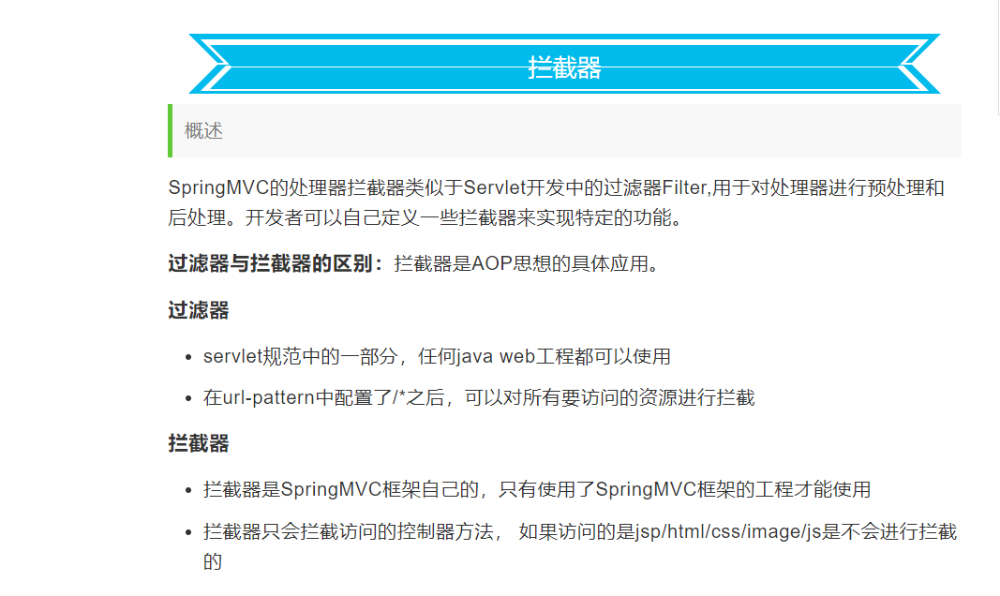 拦截器
概述
SpringMVC的处理器拦截器类似于Servlet开发中的过滤器Filter,用于对处理器进行预处理和
后处理。开发者可以自己定义一些拦截器来实现特定的功能。
过滤器与拦截器的区别：拦截器是AOP思想的具体应用。
过滤器
• servlet规范中的一部分，任何java web工程都可以使用
• 在url-pattern中配置了/*之后，可以对所有要访问的资源进行拦截
拦截器
• 拦截器是SpringMVC框架自己的，只有使用了SpringMVC框架的工程才能使用
• 拦截器只会拦截访问的控制器方法， 如果访问的是jsp/html/css/image/js是不会进行拦截
的